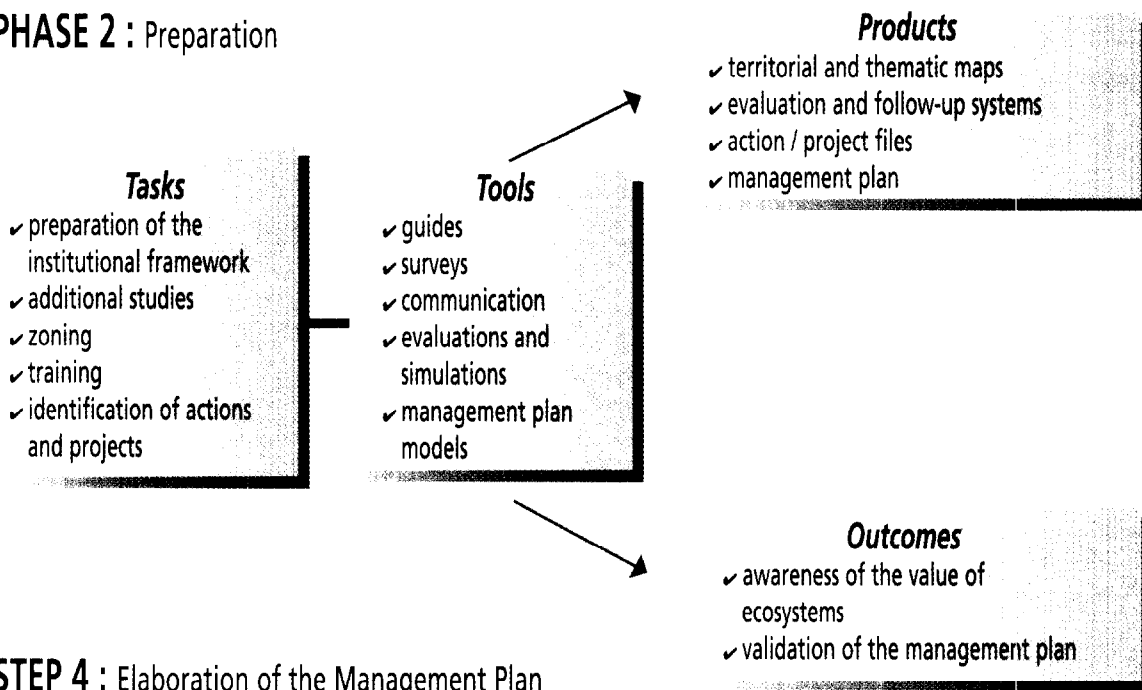 PHASE 2 : Preparation
Tasks
✔ preparation of the
institutional framework
✔ additional studies
✔ zoning
✔ training
✔ identification of actions
and projects
Tools
✔ guides
✔ surveys
✔ communication
✔ evaluations and
simulations
✔ management plan
models
Products
✔ territorial and thematic maps
✔ evaluation and follow-up systems
✔ action / project files
✔ management plan
Outcomes
✔ awareness of the value of
ecosystems
✔ validation of the management plan
STEP 4 : Elaboration of the Management Plan